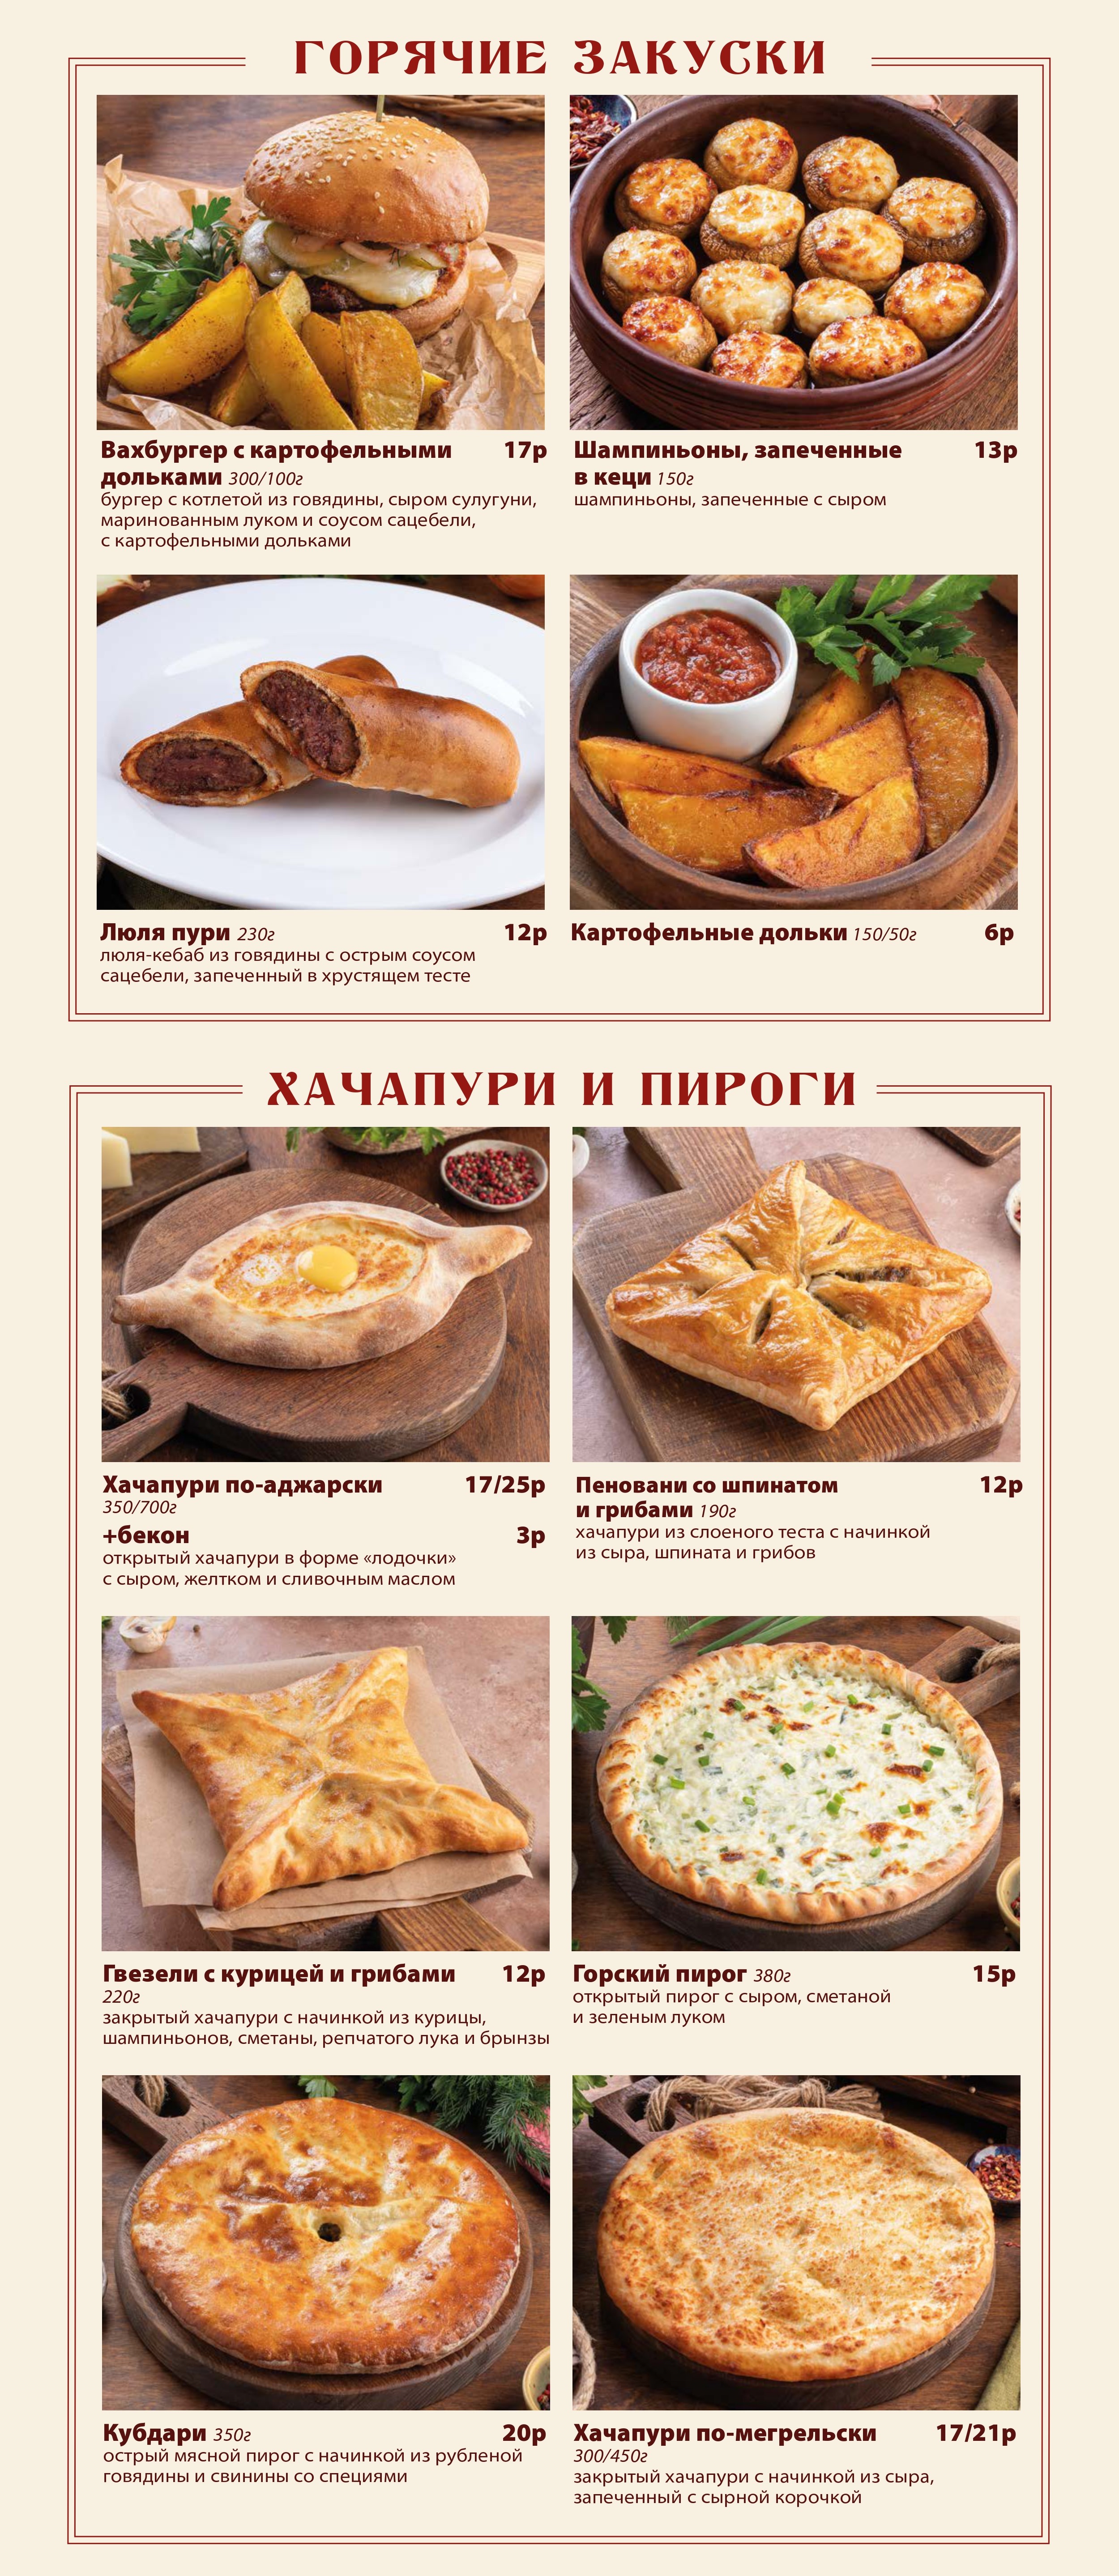 ГОРЯЧИЕ ЗАКУСКИ
Вахбургер с картофельными 17р
дольками 300/100г
бургер с котлетой из говядины, сыром сулугуни,
маринованным луком и соусом сацебели,
с картофельными дольками
Шампиньоны, запеченные 13р
в кеци 150г
шампиньоны, запеченные с сыром
Люля пури 230г 12р
люля-кебаб из говядины с острым соусом
сацебели, запеченный в хрустящем тесте
Картофельные дольки 150/50г 6р
ХАЧАПУРИ И ПИРОГИ
Хачапури по-аджарски 17/25р
350/700г
+бекон 3р
открытый хачапури в форме «лодочки»
с сыром, желтком и сливочным маслом
Пеновани со шпинатом 12р
и грибами 190г
хачапури из слоеного теста с начинкой
из сыра, шпината и грибов
Гвезели с курицей и грибами 12р
220г
закрытый хачапури с начинкой из курицы,
шампиньонов, сметаны, репчатого лука и брынзы
Горский пирог 380г 15р
открытый пирог с сыром, сметаной
и зеленым луком
Кубдари 350г 20р
острый мясной пирог с начинкой из рубленой
говядины и свинины со специями
Хачапури по-мегрельски 17/21р
300/450г
закрытый хачапури с начинкой из сыра,
запеченный с сырной корочкой